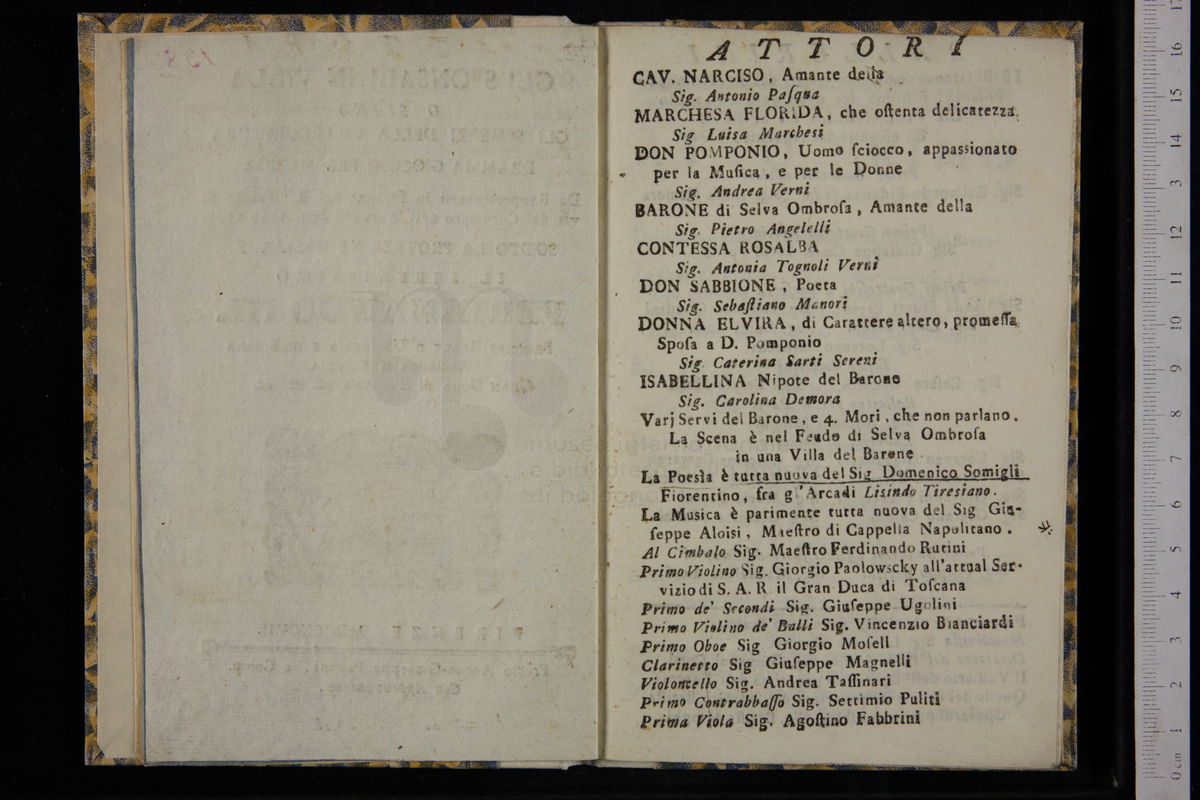 ATTORI
CAV. NARCISO, Amante della
Sig. Antonio Paſqua
MARCHESA FLORIDA, che oſtenta delicatezza.
Sig. Luisa Marchesi
DON POMPONIO, Uomo ſciocco, appassionato
per la Muſica, e per le Donne
Sig. Andrea Verni
BARONE di Selva Ombroſa, Amante della
Sig. Pietro Angelelli
CONTESSA ROSALBA
Sig. Antonia Tognoli Verni
DON SABBIONE, Poeta
Sig. Sebaſtiano Manori
DONNA ELVIRA, di Carattere altero, promeſſa
Spoſa a D. Pomponio
Sig. Caterina Sarti Sereni
ISABELLINA Nipote del Barone
Sig. Carolina Demora
Varj Servi del Barone, e 4. Mori, che non parlano.
La Scena è nel Feudo di Selva Ombroſa
in una Villa del Barone.
La Poesìa è tutta nuova del Sig Domenico Somigli
Fiorentino, fra gl'Arcadi Lisindo Tiresiano.
La Musica è parimente tutta nuova del Sig Giu-
ſeppe Aloisi, Maeſtro di Cappella Napolitano.
Al Cimbalo Sig. Maeſtro Ferdinando Rutini
Primo Violino Sig. Giorgio Paolowscky all'attual Ser-
vizio di S. A. R. il Gran Duca di Toſcana
Primo de' Secondi Sig. Giuſeppe Ugolini
Primo Violino de' Balli Sig. Vincenzio Bianciardi
Primo Oboe Sig Giorgio Moſell
Clarinetto Sig Giuſeppe Magnelli
Violoncello Sig. Andrea Taſſinari
Primo Contrabbaſſo Sig. Settimio Puliti
Prima Viola Sig. Agoſtino Fabbrini